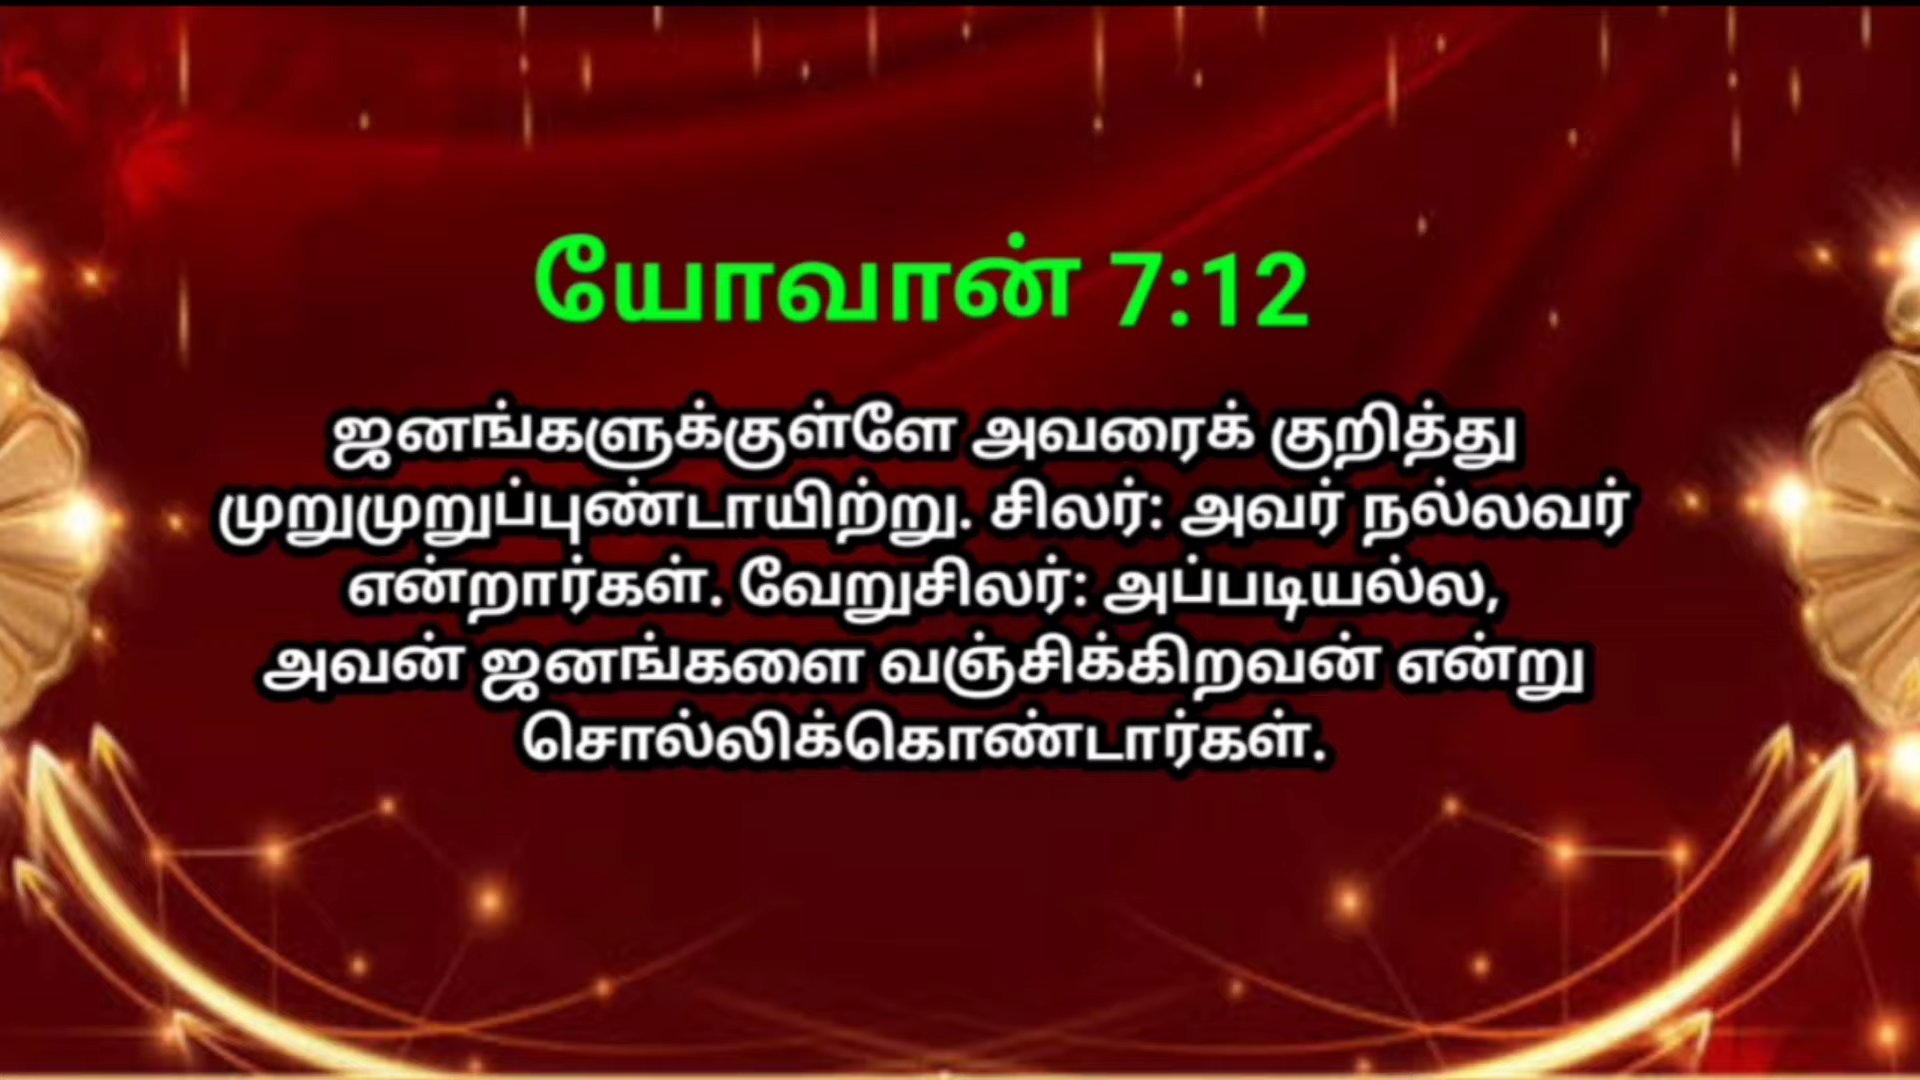 யோவான் 7:12
ஜனங்களுக்குள்ளே அவரைக் குறித்து
முறுமுறுப்புண்டாயிற்று. சிலர்: அவர் நல்லவர்
என்றார்கள். வேறுசிலர்: அப்படியல்ல,
அவன் ஜனங்களை வஞ்சிக்கிறவன் என்று
சொல்லிக்கொண்டார்கள்.